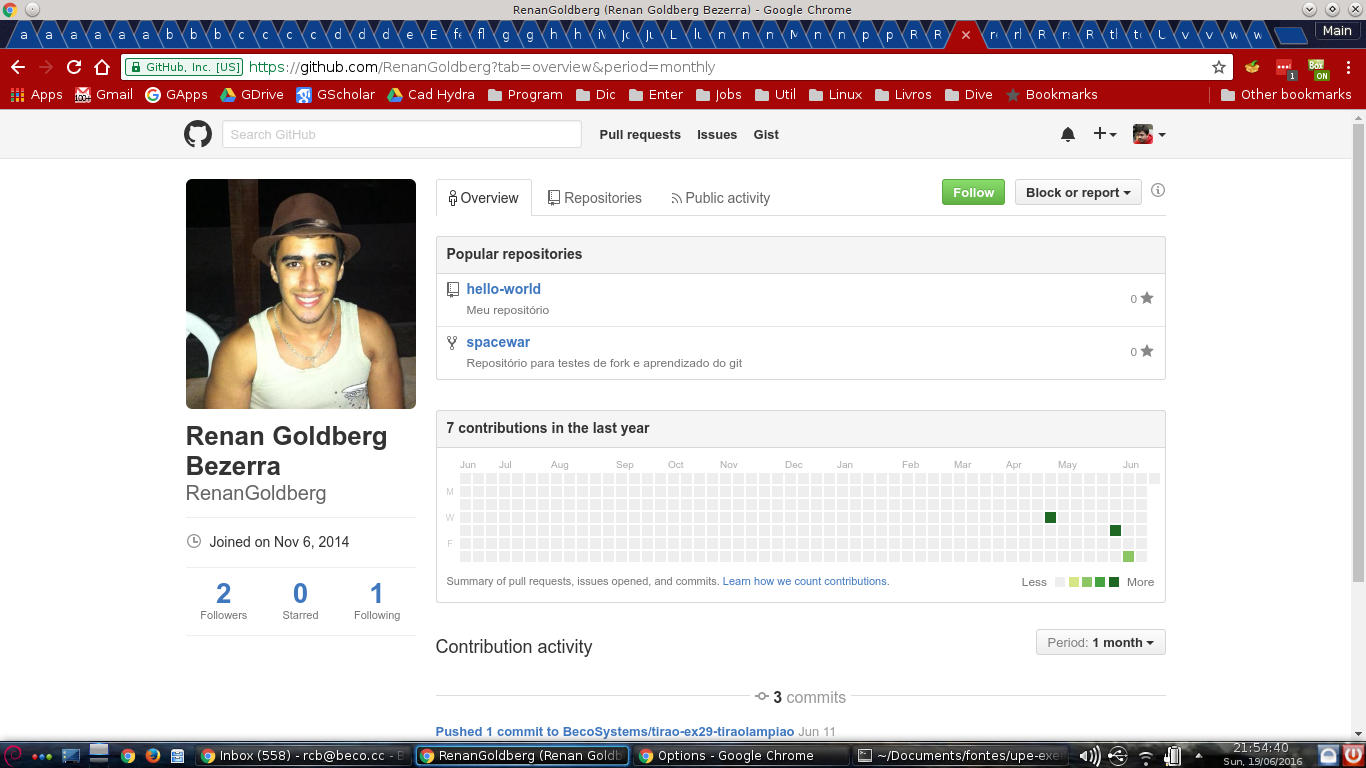 RenanGoldberg (Renan Goldberg Bezerra) - Google Chrome
a a a a a a b b b c c c d d d e E g g h h n n n n p p R R R R Main
GitHub, Inc. [US] https://github.com/RenanGoldberg?tab=overview&period=monthly
1 BOX ON
Apps Gmail GApps GDrive GScholar Cad Hydra Program Dic Enter Jobs Util Linux Livros Dive Bookmarks Other bookmarks
Search GitHub Pull requests Issues Gist
Overview Repositories Public activity Follow Block or report
Popular repositories
hello-world
Meu repositório
0
spacewar
Repositório para testes de fork e aprendizado do git
0
Renan Goldberg
Bezerra
RenanGoldberg
Joined on Nov 6, 2014
2 0 1
Followers Starred Following
7 contributions in the last year
Jun Jul Aug Sep Oct Nov Dec Jan Feb Mar Apr May Jun
M
W
F
Summary of pull requests, issues opened, and commits. Learn how we count contributions. Less More
Contribution activity Period: 1 month
3 commits
Pushed 1 commit to BecoSystems/tirao-ex29-tiraolampiao Jun 11
Inbox (558) - rcb@beco.cc - B RenanGoldberg (Renan Goldb Options - Google Chrome ~/Documents/fontes/upe-exe
21:54:40
Sun, 19/06/2016